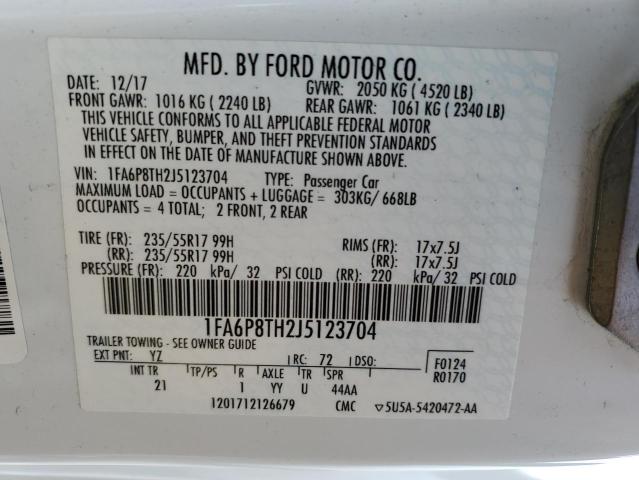 MFD. BY FORD MOTOR CO.
DATE: 12/17 GVWR: 2050 KG ( 4520 LB)
FRONT GAWR: 1016 KG ( 2240 LB) REAR GAWR: 1061 KG ( 2340 LB)
THIS VEHICLE CONFORMS TO ALL APPLICABLE FEDERAL MOTOR
VEHICLE SAFETY, BUMPER, AND THEFT PREVENTION STANDARDS
IN EFFECT ON THE DATE OF MANUFACTURE SHOWN ABOVE.
VIN: 1FA6P8TH2J5123704 TYPE: Passenger Car
MAXIMUM LOAD = OCCUPANTS + LUGGAGE = 303KG/ 668LB
OCCUPANTS = 4 TOTAL; 2 FRONT, 2 REAR
TIRE (FR): 235/55R17 99H RIMS (FR): 17x7.5J
(RR): 235/55R17 99H (RR): 17x7.5J
PRESSURE (FR): 220 kPa/ 32 PSI COLD (RR): 220 kPa/ 32 PSI COLD
1FA6P8TH2J5123704
TRAILER TOWING - SEE OWNER GUIDE
EXT PNT: YZ RC: 72 DSO: F0124
INT TR TP/PS R AXLE TR SPR R0170
21 1 YY U 44AA
1201712126679 CMC ▽5U5A-5420472-AA